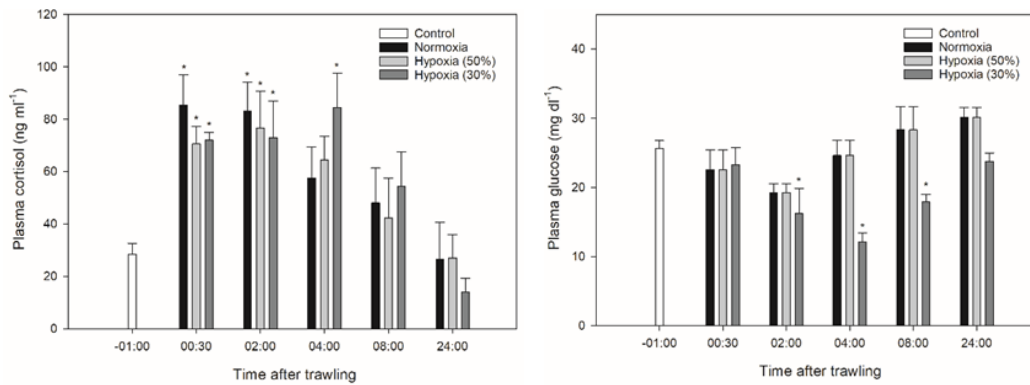 Plasma cortisol (ng ml⁻¹)
120
100
80
60
40
20
0
Control
Normoxia
Hypoxia (50%)
Hypoxia (30%)
* * * * * * *
-01:00 00:30 02:00 04:00 08:00 24:00
Time after trawling
Plasma glucose (mg dl⁻¹)
40
30
20
10
0
Control
Normoxia
Hypoxia (50%)
Hypoxia (30%)
* * *
-01:00 00:30 02:00 04:00 08:00 24:00
Time after trawling